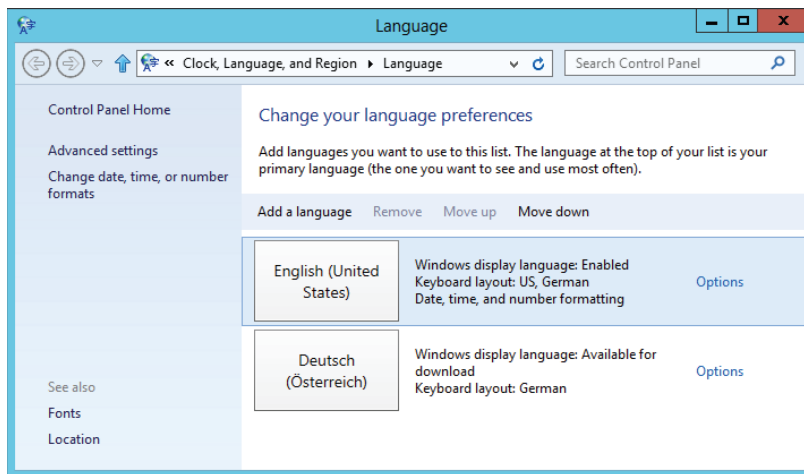 Language
« Clock, Language, and Region Language
Search Control Panel
Control Panel Home
Advanced settings
Change date, time, or number
formats
See also
Fonts
Location
Change your language preferences
Add languages you want to use to this list. The language at the top of your list is your
primary language (the one you want to see and use most often).
Add a language Remove Move up Move down
English (United
States)
Windows display language: Enabled
Keyboard layout: US, German
Date, time, and number formatting
Options
Deutsch
(Österreich)
Windows display language: Available for
download
Keyboard layout: German
Options